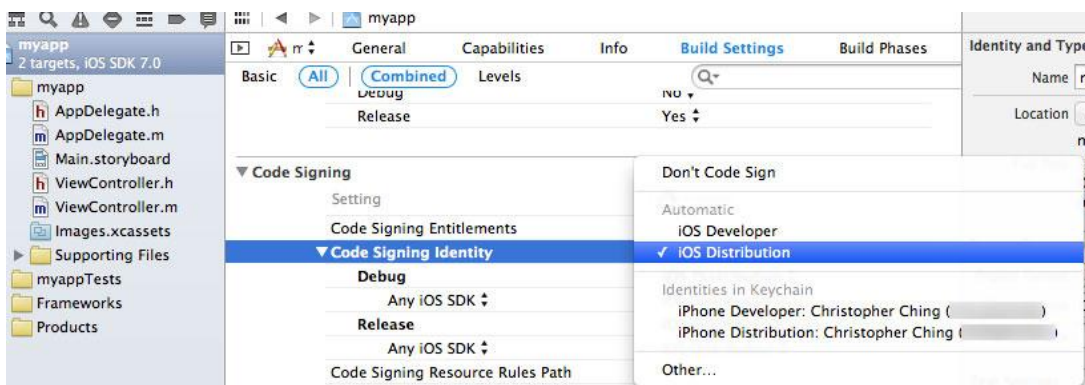 myapp
myapp
2 targets, iOS SDK 7.0
General Capabilities Info Build Settings Build Phases
Identity and Type
Basic All Combined Levels
Name
myapp
AppDelegate.h
AppDelegate.m
Main.storyboard
ViewController.h
ViewController.m
Images.xcassets
Supporting Files
myappTests
Frameworks
Products
Debug No
Release Yes
Location
Code Signing
Setting
Code Signing Entitlements
Code Signing Identity
Debug
Any iOS SDK
Release
Any iOS SDK
Code Signing Resource Rules Path
Don't Code Sign
Automatic
iOS Developer
✓ iOS Distribution
Identities in Keychain
iPhone Developer: Christopher Ching ( )
iPhone Distribution: Christopher Ching ( )
Other...